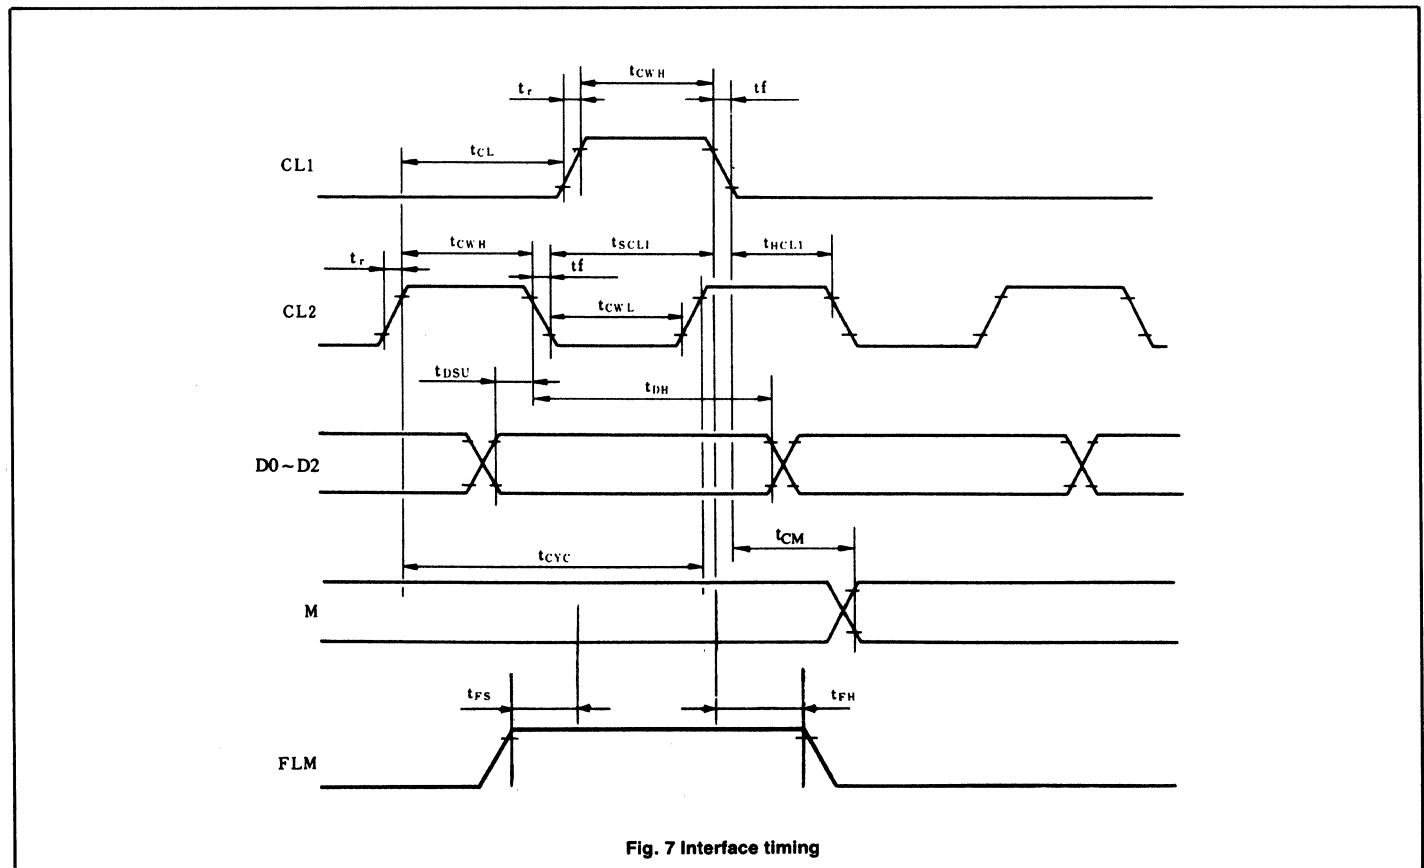 tCWH
tr tf
tCL
CL1
tCWH tSCL1 tHCL1
tr tf
tCWL
CL2
tDSU tDH
D0~D2
tCM
tCYC
M
tFS tFH
FLM
Fig. 7 Interface timing